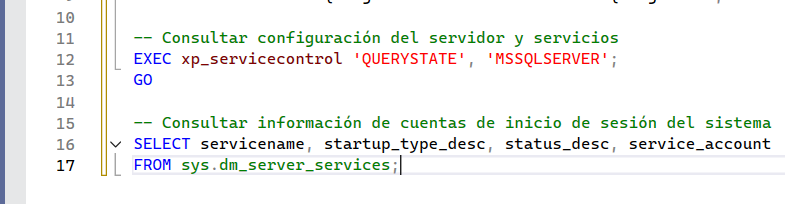 10
11 -- Consultar configuración del servidor y servicios
12 EXEC xp_servicecontrol 'QUERYSTATE', 'MSSQLSERVER';
13 GO
14
15 -- Consultar información de cuentas de inicio de sesión del sistema
16 SELECT servicename, startup_type_desc, status_desc, service_account
17 FROM sys.dm_server_services;